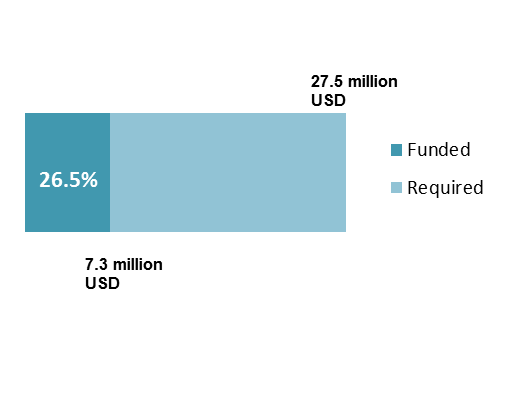 27.5 million
USD
Funded
26.5%
Required
7.3 million
USD